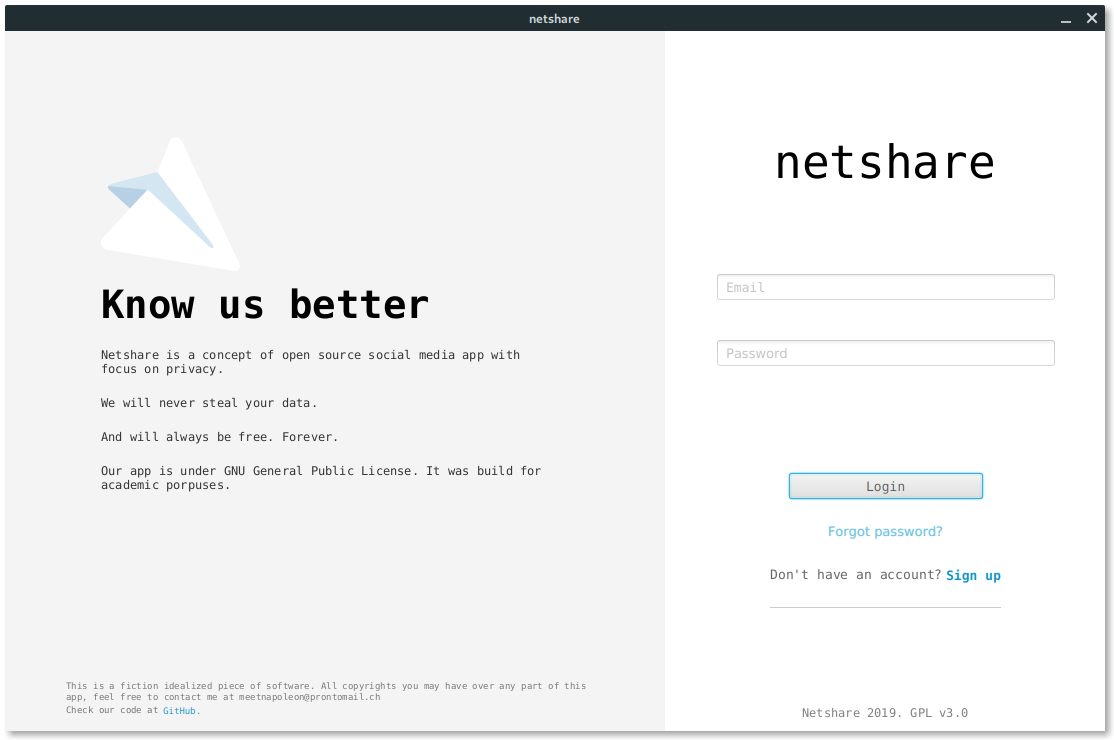 netshare
Know us better
Netshare is a concept of open source social media app with
focus on privacy.
We will never steal your data.
And will always be free. Forever.
Our app is under GNU General Public License. It was build for
academic porpuses.
This is a fiction idealized piece of software. All copyrights you may have over any part of this
app, feel free to contact me at meetnapoleon@prontomail.ch
Check our code at GitHub.
netshare
Email
Password
Login
Forgot password?
Don't have an account? Sign up
Netshare 2019. GPL v3.0